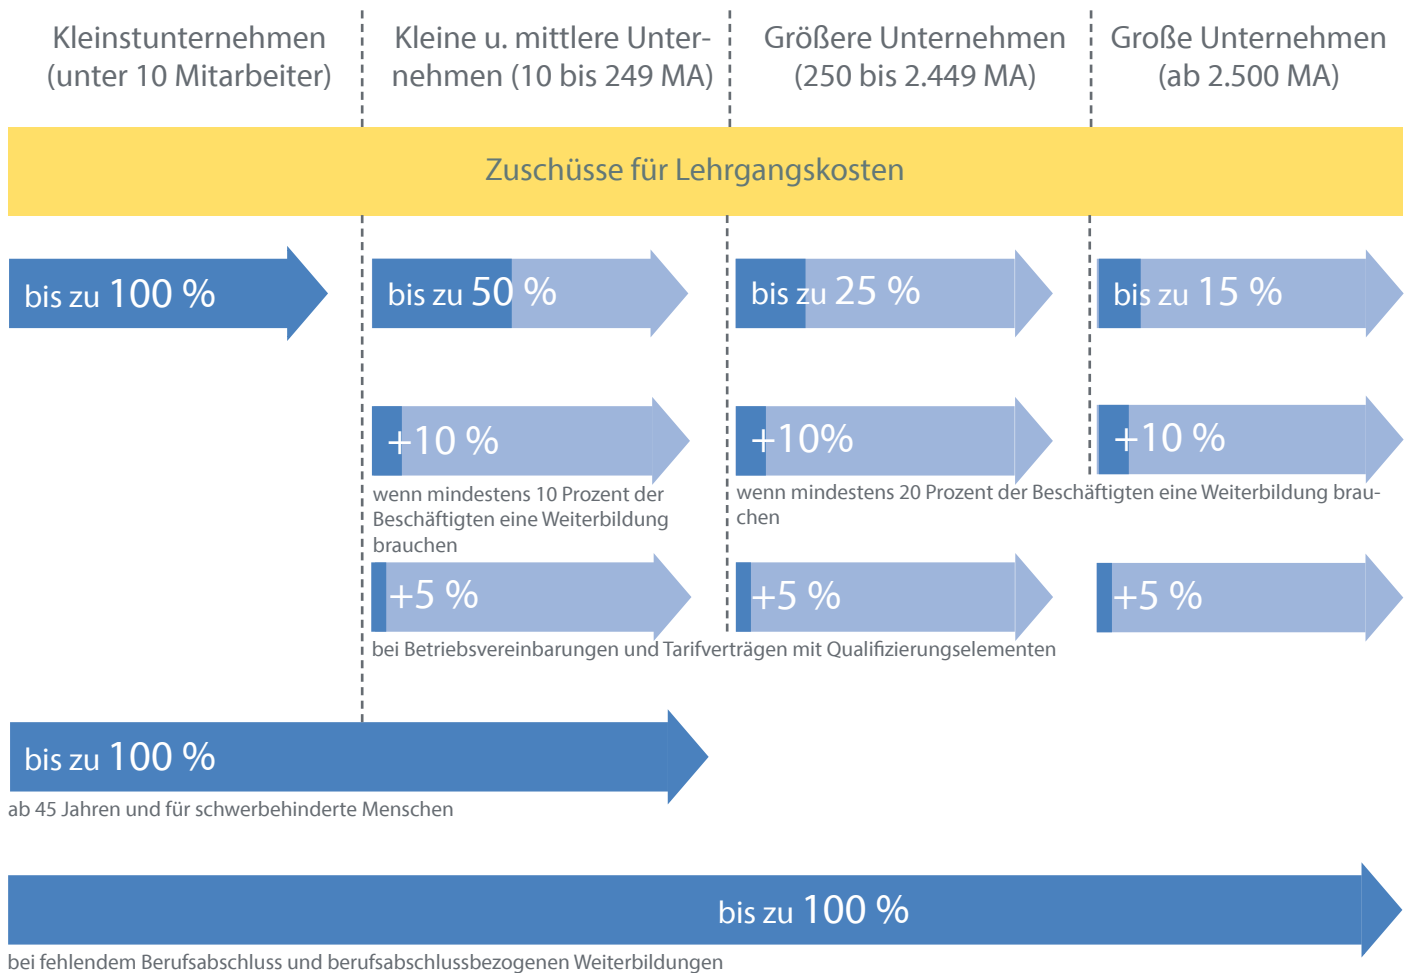 Kleinstunternehmen
(unter 10 Mitarbeiter)
Kleine u. mittlere Unter-
nehmen (10 bis 249 MA)
Größere Unternehmen
(250 bis 2.449 MA)
Große Unternehmen
(ab 2.500 MA)
Zuschüsse für Lehrgangskosten
bis zu 100 %
bis zu 50 %
bis zu 25 %
bis zu 15 %
+10 %
+10%
+10 %
wenn mindestens 10 Prozent der
Beschäftigten eine Weiterbildung
brauchen
wenn mindestens 20 Prozent der Beschäftigten eine Weiterbildung brau-
chen
+5 %
+5 %
+5 %
bei Betriebsvereinbarungen und Tarifverträgen mit Qualifizierungselementen
bis zu 100 %
ab 45 Jahren und für schwerbehinderte Menschen
bis zu 100 %
bei fehlendem Berufsabschluss und berufsabschlussbezogenen Weiterbildungen